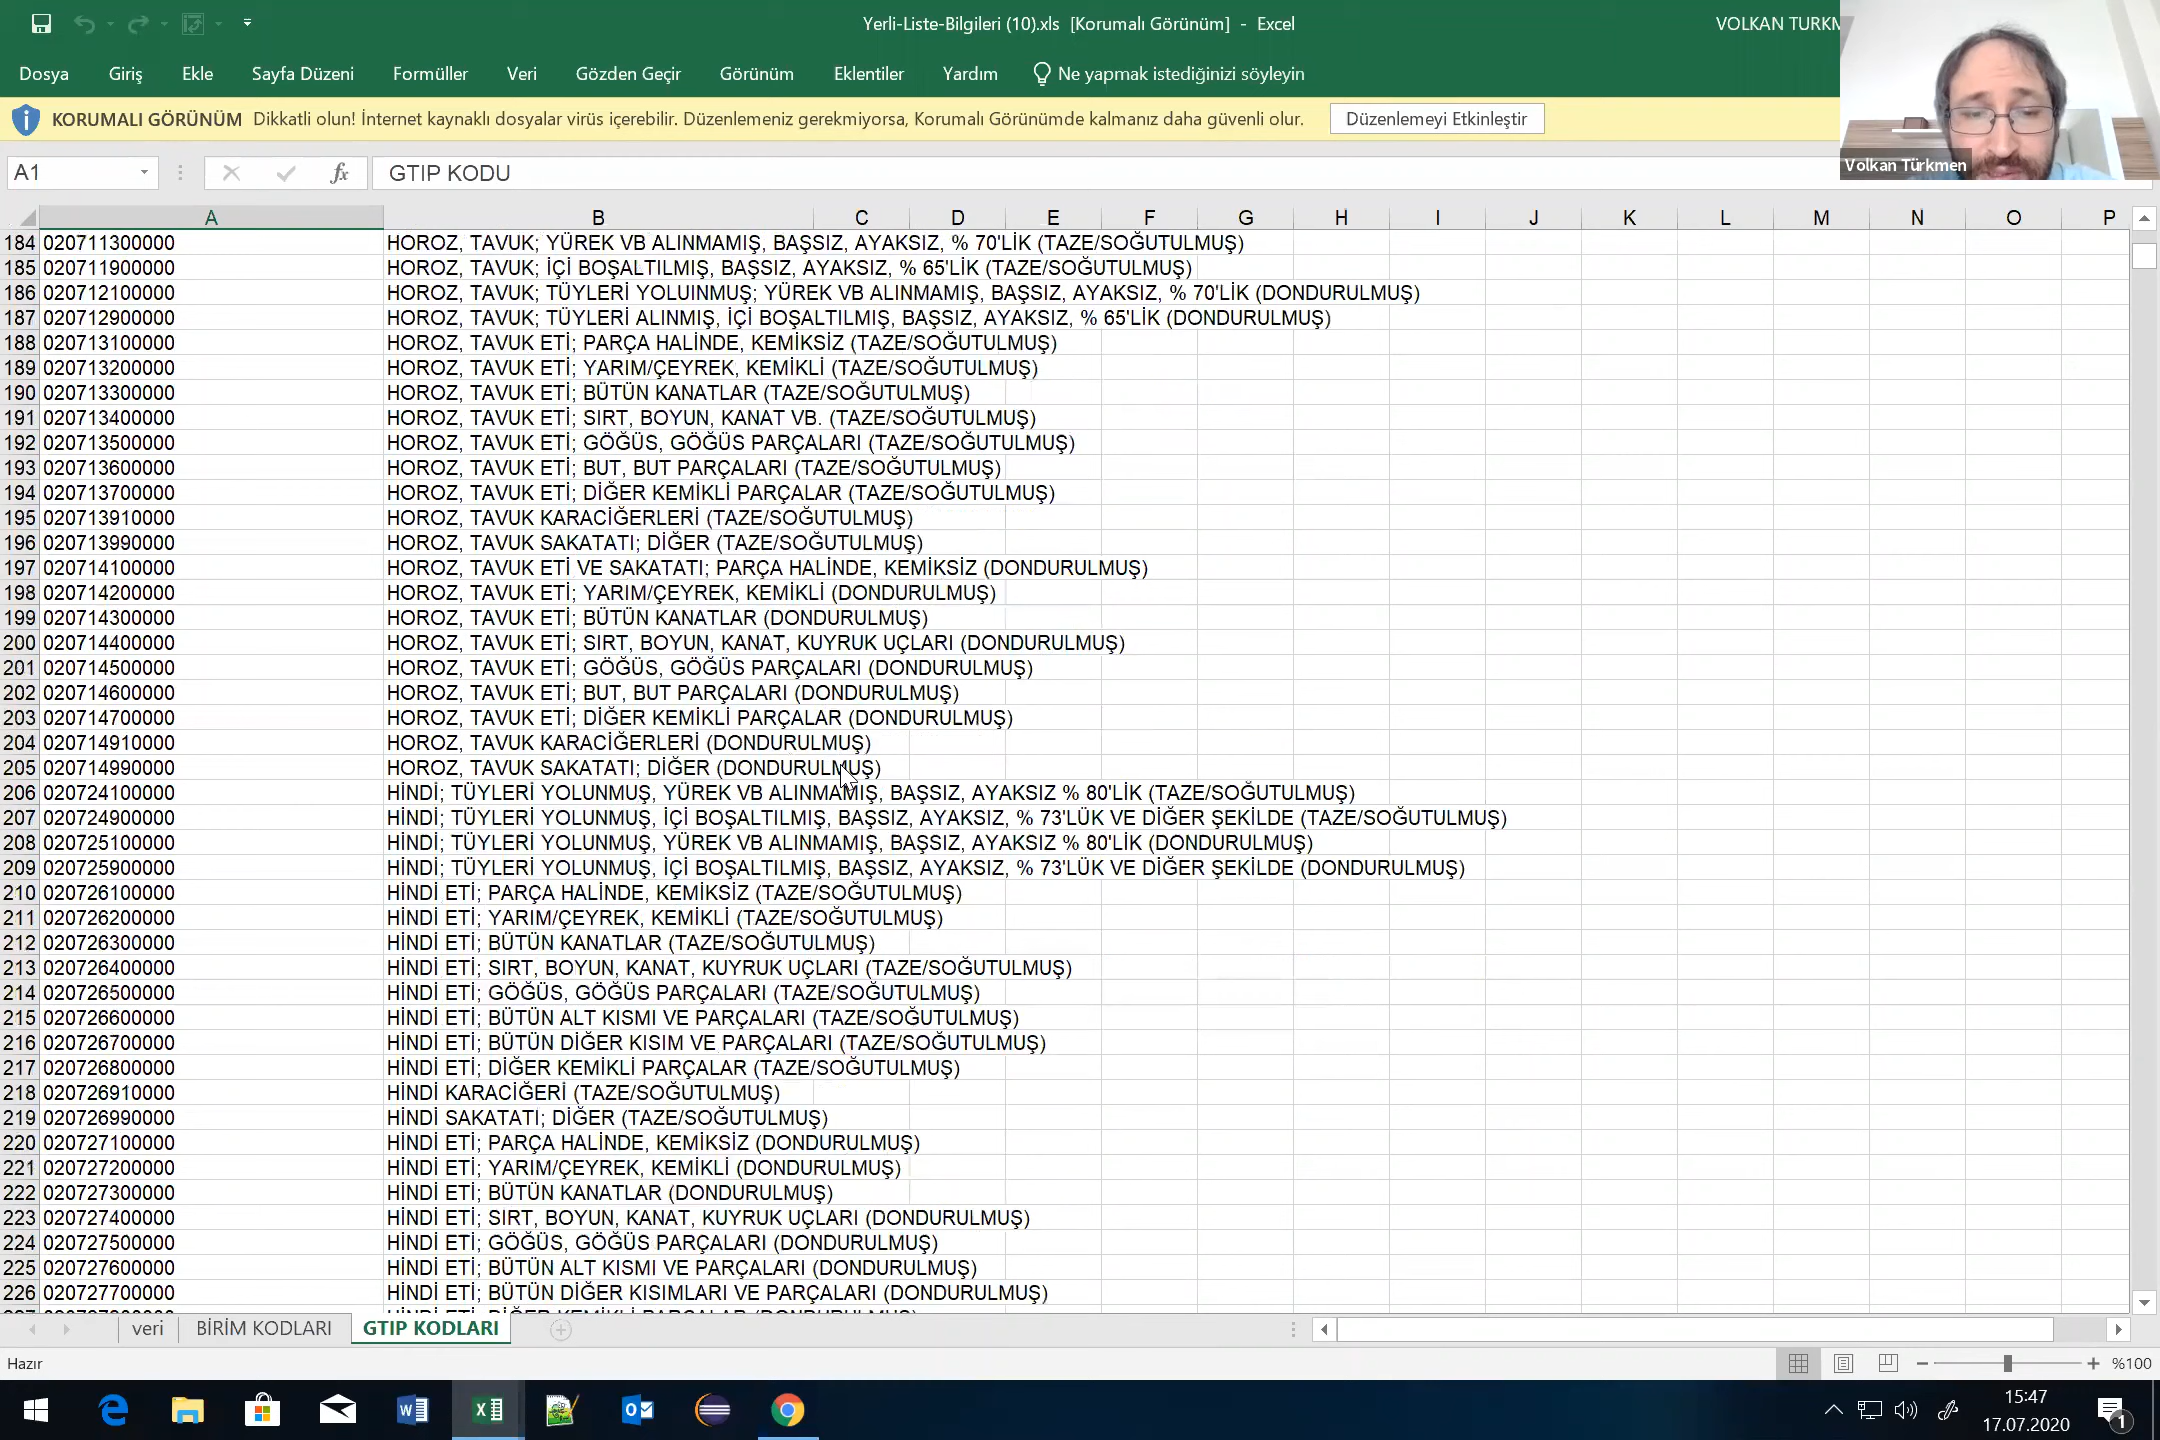 Yerli-Liste-Bilgileri (10).xls [Korumalı Görünüm] - Excel
VOLKAN TURKM
Dosya Giriş Ekle Sayfa Düzeni Formüller Veri Gözden Geçir Görünüm Eklentiler Yardım Ne yapmak istediğinizi söyleyin
KORUMALI GÖRÜNÜM Dikkatli olun! İnternet kaynaklı dosyalar virüs içerebilir. Düzenlemeniz gerekmiyorsa, Korumalı Görünümde kalmanız daha güvenli olur. Düzenlemeyi Etkinleştir
Volkan Türkmen
A1 fx GTIP KODU
A B C D E F G H I J K L M N O P
184 020711300000 HOROZ, TAVUK; YÜREK VB ALINMAMIŞ, BAŞSIZ, AYAKSIZ, % 70'LİK (TAZE/SOĞUTULMUŞ)
185 020711900000 HOROZ, TAVUK; İÇİ BOŞALTILMIŞ, BAŞSIZ, AYAKSIZ, % 65'LİK (TAZE/SOĞUTULMUŞ)
186 020712100000 HOROZ, TAVUK; TÜYLERİ YOLUINMUŞ; YÜREK VB ALINMAMIŞ, BAŞSIZ, AYAKSIZ, % 70'LİK (DONDURULMUŞ)
187 020712900000 HOROZ, TAVUK; TÜYLERİ ALINMIŞ, İÇİ BOŞALTILMIŞ, BAŞSIZ, AYAKSIZ, % 65'LİK (DONDURULMUŞ)
188 020713100000 HOROZ, TAVUK ETİ; PARÇA HALİNDE, KEMİKSİZ (TAZE/SOĞUTULMUŞ)
189 020713200000 HOROZ, TAVUK ETİ; YARIM/ÇEYREK, KEMİKLİ (TAZE/SOĞUTULMUŞ)
190 020713300000 HOROZ, TAVUK ETİ; BÜTÜN KANATLAR (TAZE/SOĞUTULMUŞ)
191 020713400000 HOROZ, TAVUK ETİ; SIRT, BOYUN, KANAT VB. (TAZE/SOĞUTULMUŞ)
192 020713500000 HOROZ, TAVUK ETİ; GÖĞÜS, GÖĞÜS PARÇALARI (TAZE/SOĞUTULMUŞ)
193 020713600000 HOROZ, TAVUK ETİ; BUT, BUT PARÇALARI (TAZE/SOĞUTULMUŞ)
194 020713700000 HOROZ, TAVUK ETİ; DİĞER KEMİKLİ PARÇALAR (TAZE/SOĞUTULMUŞ)
195 020713910000 HOROZ, TAVUK KARACİĞERLERİ (TAZE/SOĞUTULMUŞ)
196 020713990000 HOROZ, TAVUK SAKATATI; DİĞER (TAZE/SOĞUTULMUŞ)
197 020714100000 HOROZ, TAVUK ETİ VE SAKATATI; PARÇA HALİNDE, KEMİKSİZ (DONDURULMUŞ)
198 020714200000 HOROZ, TAVUK ETİ; YARIM/ÇEYREK, KEMİKLİ (DONDURULMUŞ)
199 020714300000 HOROZ, TAVUK ETİ; BÜTÜN KANATLAR (DONDURULMUŞ)
200 020714400000 HOROZ, TAVUK ETİ; SIRT, BOYUN, KANAT, KUYRUK UÇLARI (DONDURULMUŞ)
201 020714500000 HOROZ, TAVUK ETİ; GÖĞÜS, GÖĞÜS PARÇALARI (DONDURULMUŞ)
202 020714600000 HOROZ, TAVUK ETİ; BUT, BUT PARÇALARI (DONDURULMUŞ)
203 020714700000 HOROZ, TAVUK ETİ; DİĞER KEMİKLİ PARÇALAR (DONDURULMUŞ)
204 020714910000 HOROZ, TAVUK KARACİĞERLERİ (DONDURULMUŞ)
205 020714990000 HOROZ, TAVUK SAKATATI; DİĞER (DONDURULMUŞ)
206 020724100000 HİNDİ; TÜYLERİ YOLUNMUŞ, YÜREK VB ALINMAMIŞ, BAŞSIZ, AYAKSIZ % 80'LİK (TAZE/SOĞUTULMUŞ)
207 020724900000 HİNDİ; TÜYLERİ YOLUNMUŞ, İÇİ BOŞALTILMIŞ, BAŞSIZ, AYAKSIZ, % 73'LÜK VE DİĞER ŞEKİLDE (TAZE/SOĞUTULMUŞ)
208 020725100000 HİNDİ; TÜYLERİ YOLUNMUŞ, YÜREK VB ALINMAMIŞ, BAŞSIZ, AYAKSIZ % 80'LİK (DONDURULMUŞ)
209 020725900000 HİNDİ; TÜYLERİ YOLUNMUŞ, İÇİ BOŞALTILMIŞ, BAŞSIZ, AYAKSIZ, % 73'LÜK VE DİĞER ŞEKİLDE (DONDURULMUŞ)
210 020726100000 HİNDİ ETİ; PARÇA HALİNDE, KEMİKSİZ (TAZE/SOĞUTULMUŞ)
211 020726200000 HİNDİ ETİ; YARIM/ÇEYREK, KEMİKLİ (TAZE/SOĞUTULMUŞ)
212 020726300000 HİNDİ ETİ; BÜTÜN KANATLAR (TAZE/SOĞUTULMUŞ)
213 020726400000 HİNDİ ETİ; SIRT, BOYUN, KANAT, KUYRUK UÇLARI (TAZE/SOĞUTULMUŞ)
214 020726500000 HİNDİ ETİ; GÖĞÜS, GÖĞÜS PARÇALARI (TAZE/SOĞUTULMUŞ)
215 020726600000 HİNDİ ETİ; BÜTÜN ALT KISMI VE PARÇALARI (TAZE/SOĞUTULMUŞ)
216 020726700000 HİNDİ ETİ; BÜTÜN DİĞER KISIM VE PARÇALARI (TAZE/SOĞUTULMUŞ)
217 020726800000 HİNDİ ETİ; DİĞER KEMİKLİ PARÇALAR (TAZE/SOĞUTULMUŞ)
218 020726910000 HİNDİ KARACİĞERİ (TAZE/SOĞUTULMUŞ)
219 020726990000 HİNDİ SAKATATI; DİĞER (TAZE/SOĞUTULMUŞ)
220 020727100000 HİNDİ ETİ; PARÇA HALİNDE, KEMİKSİZ (DONDURULMUŞ)
221 020727200000 HİNDİ ETİ; YARIM/ÇEYREK, KEMİKLİ (DONDURULMUŞ)
222 020727300000 HİNDİ ETİ; BÜTÜN KANATLAR (DONDURULMUŞ)
223 020727400000 HİNDİ ETİ; SIRT, BOYUN, KANAT, KUYRUK UÇLARI (DONDURULMUŞ)
224 020727500000 HİNDİ ETİ; GÖĞÜS, GÖĞÜS PARÇALARI (DONDURULMUŞ)
225 020727600000 HİNDİ ETİ; BÜTÜN ALT KISMI VE PARÇALARI (DONDURULMUŞ)
226 020727700000 HİNDİ ETİ; BÜTÜN DİĞER KISIMLARI VE PARÇALARI (DONDURULMUŞ)
veri BİRİM KODLARI GTIP KODLARI
Hazır
%100
15:47
17.07.2020
1